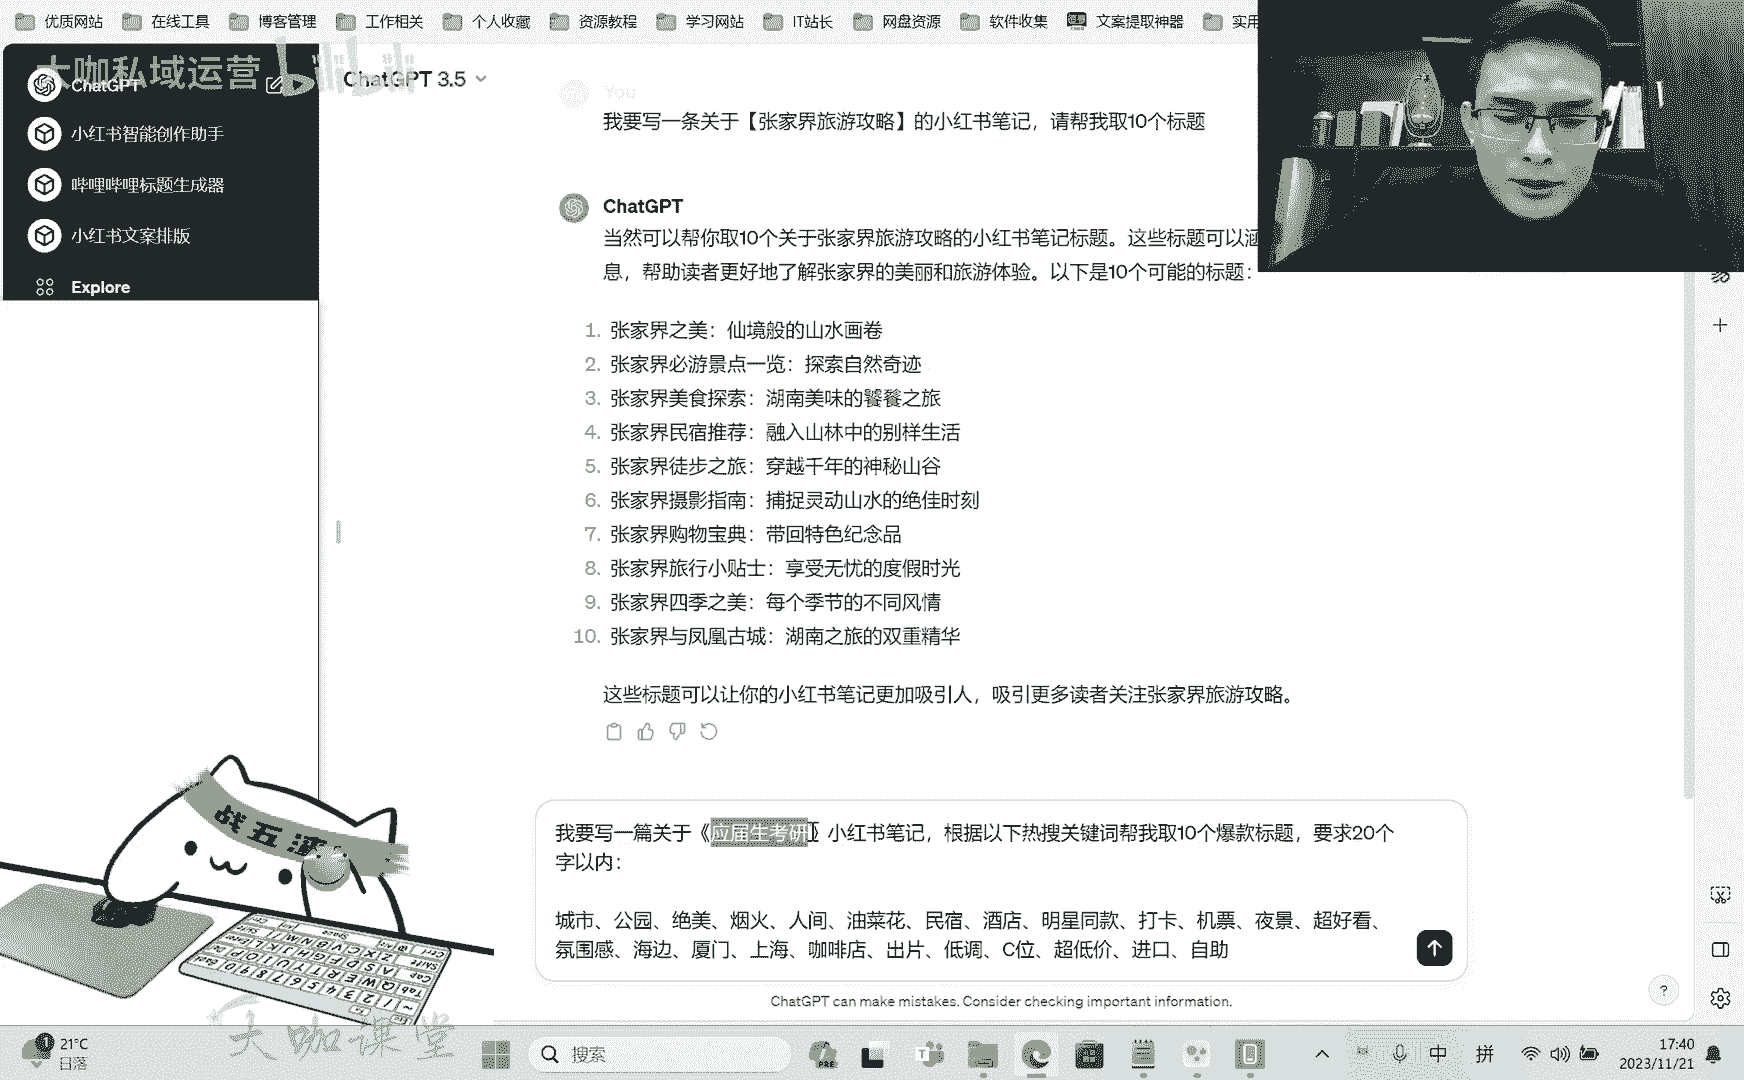 优质网站 在线工具 博客管理 工作相关 个人收藏 资源教程 学习网站 IT站长 网盘资源 软件收集 文案提取神器 实用
大咖私域运营 bilibili
ChatGPT
小红书智能创作助手
哔哩哔哩标题生成器
小红书文案排版
Explore
ChatGPT 3.5
You
我要写一条关于【张家界旅游攻略】的小红书笔记，请帮我取10个标题
ChatGPT
当然可以帮你取10个关于张家界旅游攻略的小红书笔记标题。这些标题可以涵
息，帮助读者更好地了解张家界的美丽和旅游体验。以下是10个可能的标题：
1. 张家界之美：仙境般的山水画卷
2. 张家界必游景点一览：探索自然奇迹
3. 张家界美食探索：湖南美味的饕餮之旅
4. 张家界民宿推荐：融入山林中的别样生活
5. 张家界徒步之旅：穿越千年的神秘山谷
6. 张家界摄影指南：捕捉灵动山水的绝佳时刻
7. 张家界购物宝典：带回特色纪念品
8. 张家界旅行小贴士：享受无忧的度假时光
9. 张家界四季之美：每个季节的不同风情
10. 张家界与凤凰古城：湖南之旅的双重精华
这些标题可以让你的小红书笔记更加吸引人，吸引更多读者关注张家界旅游攻略。
我要写一篇关于《应届生考研》小红书笔记，根据以下热搜关键词帮我取10个爆款标题，要求20个
字以内：
城市、公园、绝美、烟火、人间、油菜花、民宿、酒店、明星同款、打卡、机票、夜景、超好看、
氛围感、海边、厦门、上海、咖啡店、出片、低调、C位、超低价、进口、自助
ChatGPT can make mistakes. Consider checking important information.
?
战五渣
大咖课堂
21°C
日落
搜索
PRE
中 拼
17:40
2023/11/21